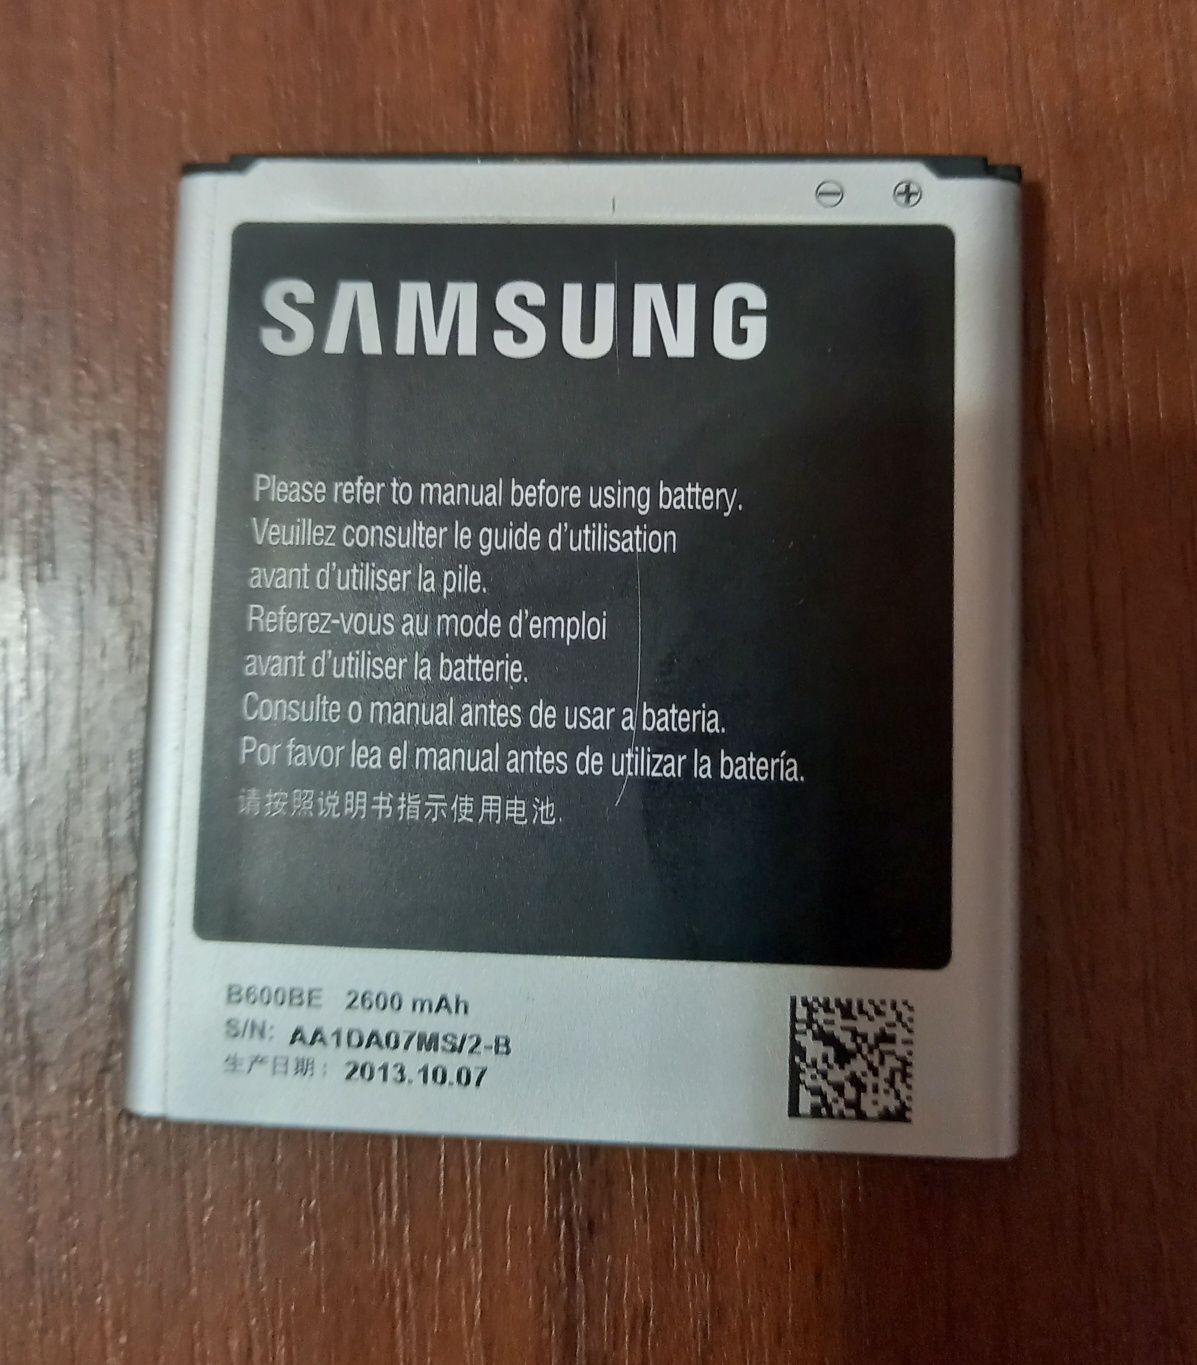 SAMSUNG
Please refer to manual before using battery.
Veuillez consulter le guide d'utilisation
avant d'utiliser la pile.
Referez-vous au mode d'emploi
avant d'utiliser la batterie.
Consulte o manual antes de usar a bateria.
Por favor lea el manual antes de utilizar la batería.
请按照说明书指示使用电池.
B600BE 2600 mAh
S/N: AA1DA07MS/2-B
生产日期: 2013.10.07